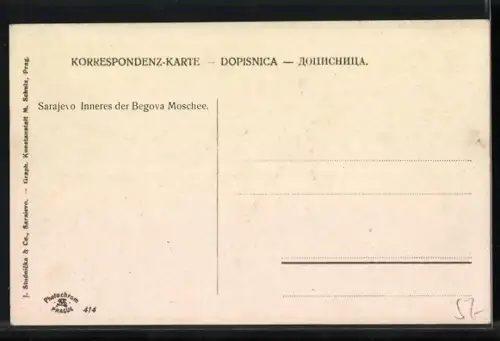 KORRESPONDENZ-KARTE — DOPISNICA — ДОПИСНИЦА.
Sarajevo Inneres der Begova Moschee.
J. Studnička & Co., Sarajevo. — Graph. Kunstanstalt M. Schulz, Prag.
Photochrom
PRAGUE
414
52-